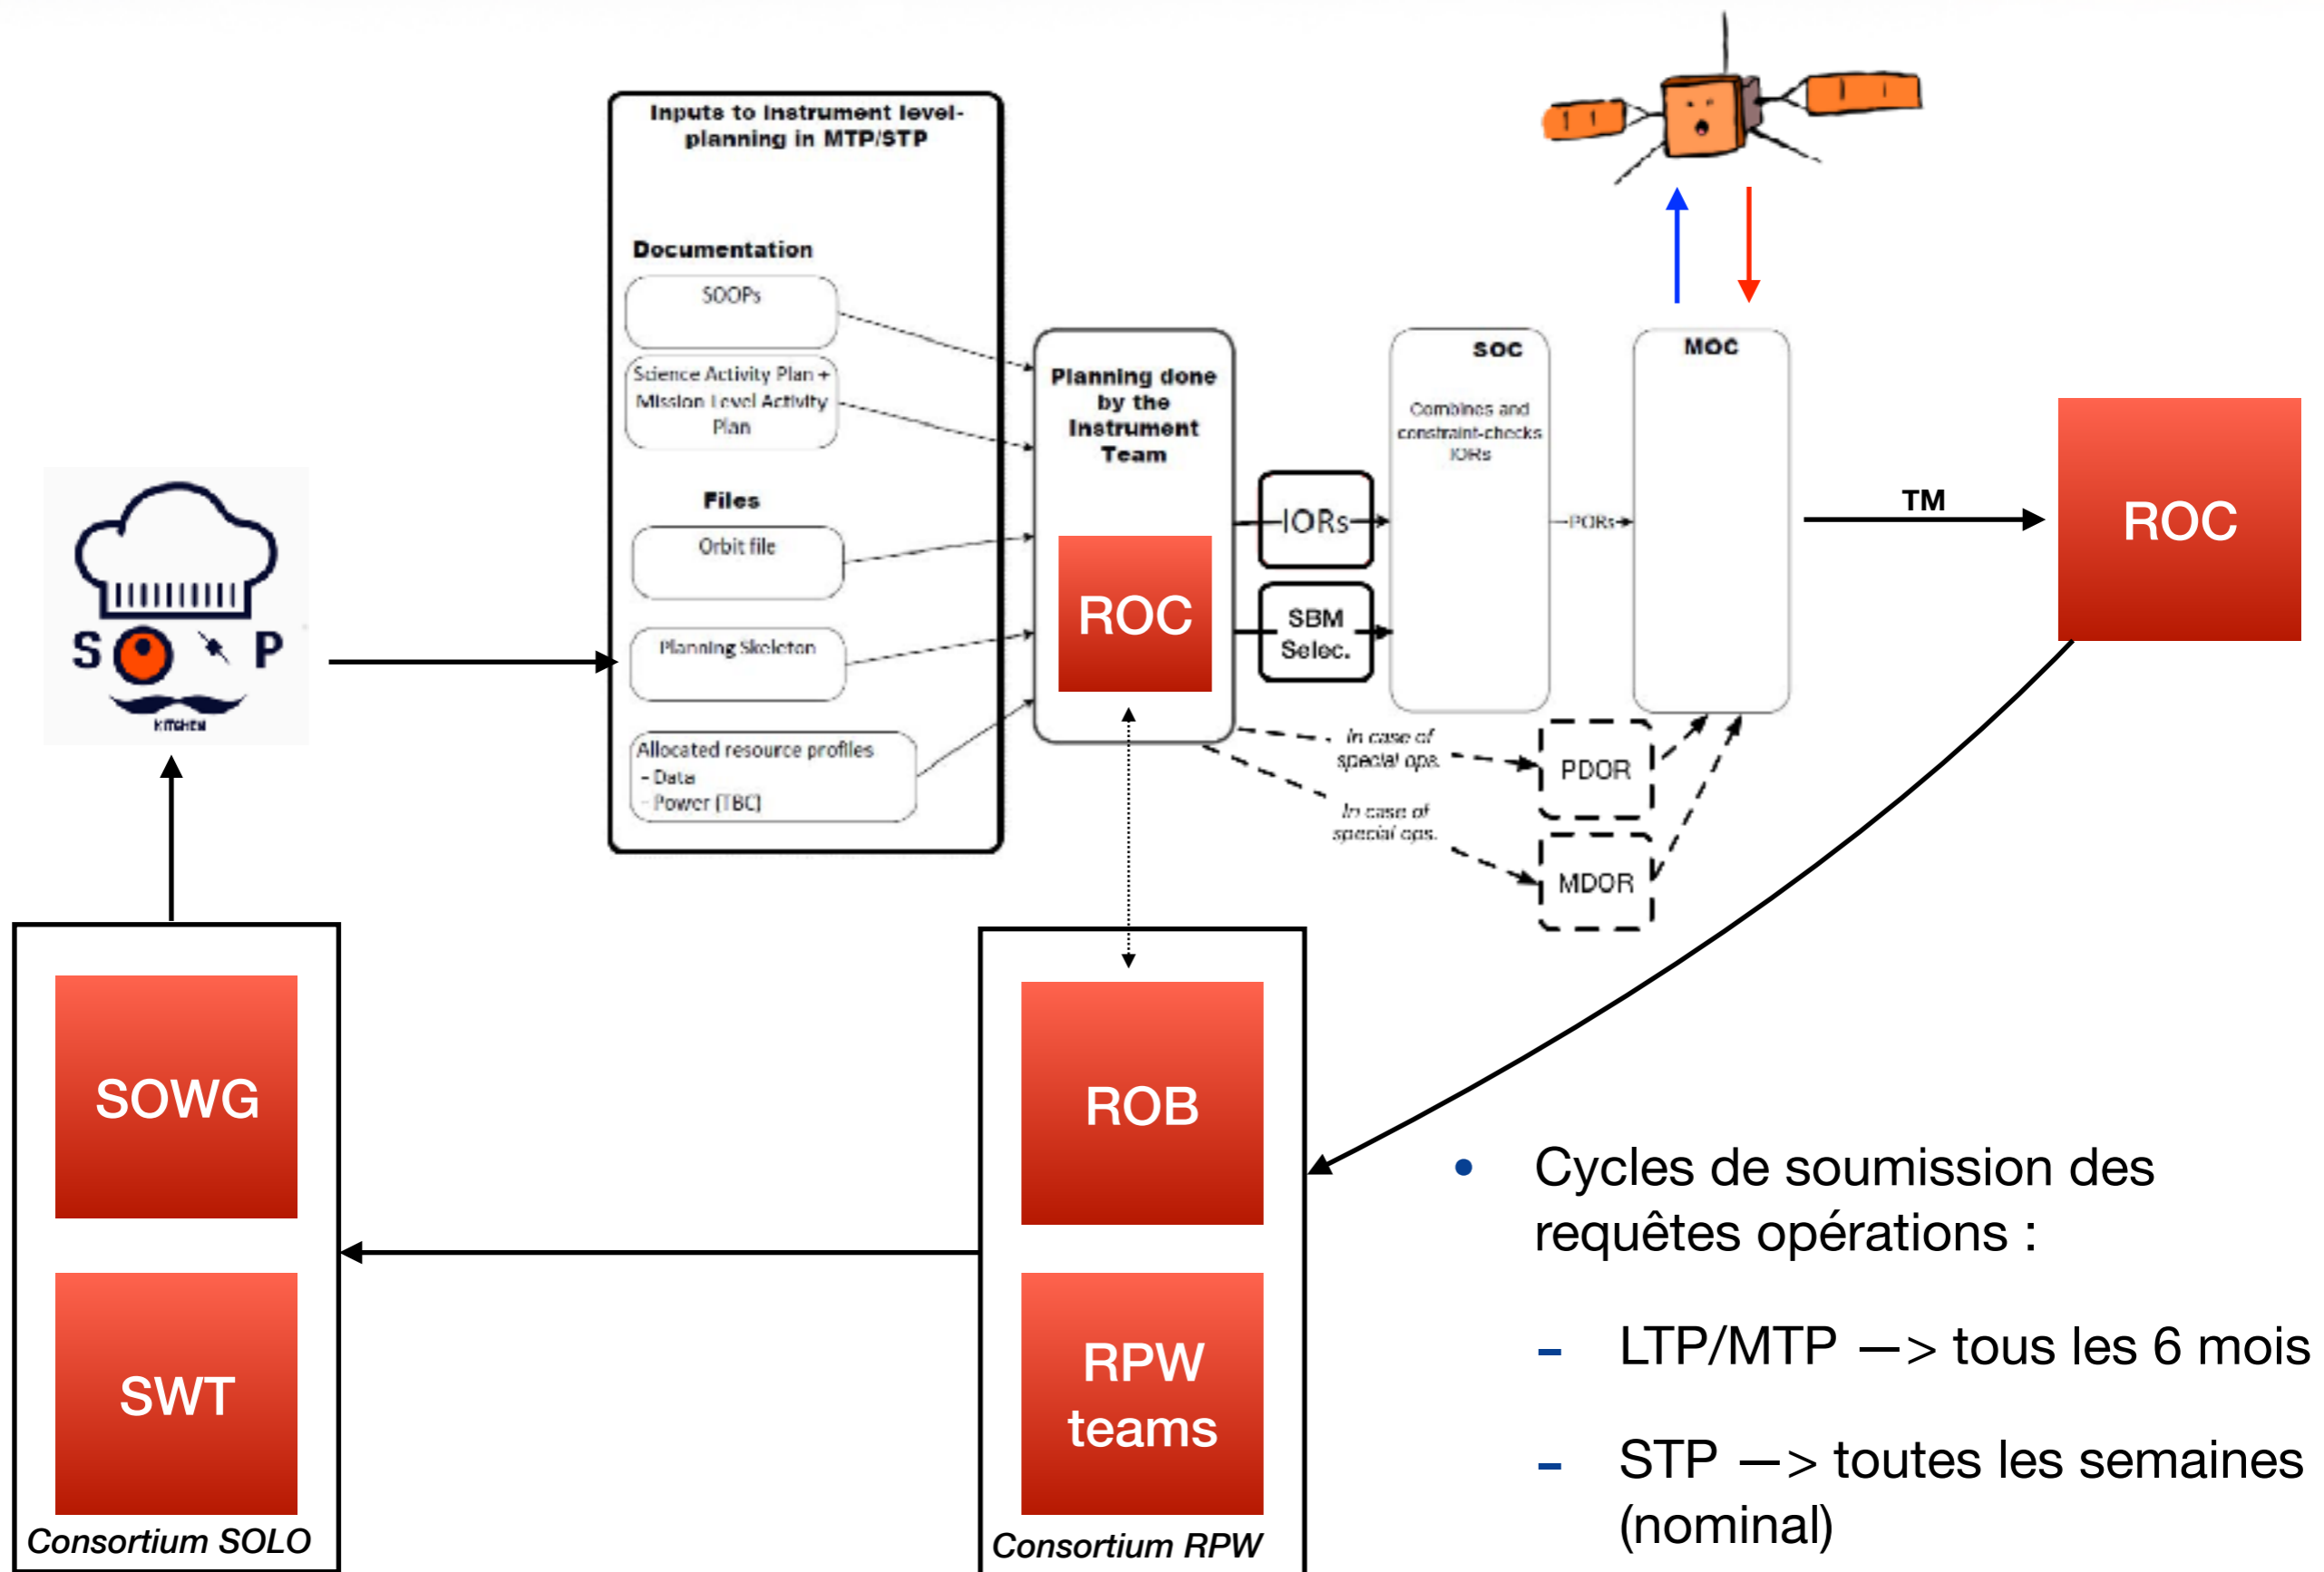 Inputs to instrument level-
planning in MTP/STP
Documentation
SOOPs
Science Activity Plan +
Mission Level Activity
Plan
Files
Orbit file
Planning Skeleton
Allocated resource profiles
- Data
- Power (TBC)
Planning done
by the
Instrument
Team
ROC
IORs
SBM
Selec.
SOC
Combines and
constraint-checks
IORs
PORs
MOC
TM
ROC
In case of
special ops.
PDOR
In case of
special ops.
MDOR
S P
KITCHEN
SOWG
SWT
Consortium SOLO
ROB
RPW
teams
Consortium RPW
• Cycles de soumission des
requêtes opérations :
- LTP/MTP —> tous les 6 mois
- STP —> toutes les semaines
(nominal)